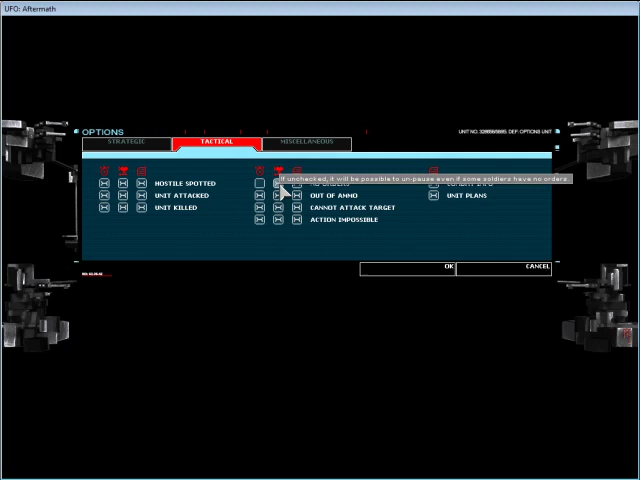 UFO: Aftermath
OPTIONS
STRATEGIC TACTICAL MISCELLANEOUS
If unchecked, it will be possible to un-pause even if some soldiers have no orders.
HOSTILE SPOTTED
UNIT ATTACKED OUT OF AMMO UNIT PLANS
UNIT KILLED CANNOT ATTACK TARGET
ACTION IMPOSSIBLE
OK CANCEL